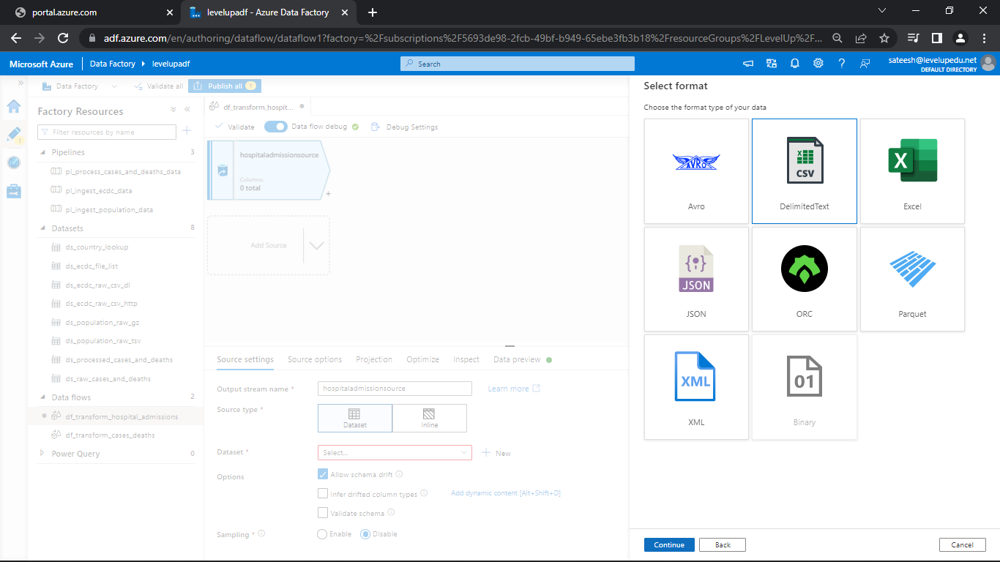 portal.azure.com
levelupadf - Azure Data Factory
adf.azure.com/en/authoring/dataflow/dataflow1?factory=%2Fsubscriptions%2F5693de98-2fcb-49bf-b949-65ebe3fb3b18%2FresourceGroups%2FLevelUp%2F...
Microsoft Azure
Data Factory
levelupadf
Search
sateesh@levelupedu.net
DEFAULT DIRECTORY
Data Factory
Validate all
Publish all
1
1
Factory Resources
Filter resources by name
Pipelines 3
pl_process_cases_and_deaths_data
pl_ingest_ecdc_data
pl_ingest_population_data
Datasets 8
ds_country_lookup
ds_ecdc_file_list
ds_ecdc_raw_csv_dl
ds_ecdc_raw_csv_http
ds_population_raw_gz
ds_population_raw_tsv
ds_processed_cases_and_deaths
ds_raw_cases_and_deaths
Data flows 2
df_transform_hospital_admissions
df_transform_cases_deaths
Power Query 0
df_transform_hospit...
Validate
Data flow debug
Debug Settings
hospitaladmissionsource
Columns:
0 total
+
Add Source
Source settings
Source options
Projection
Optimize
Inspect
Data preview
Output stream name *
hospitaladmissionsource
Learn more
Source type *
Dataset
Inline
Dataset *
Select...
New
Options
Allow schema drift
Infer drifted column types
Add dynamic content [Alt+Shift+D]
Validate schema
Sampling *
Enable
Disable
Select format
Choose the format type of your data
AVRO
Avro
CSV
DelimitedText
X
Excel
{ }
JSON
JSON
ORC
Parquet
XML
XML
01
Binary
Continue
Back
Cancel